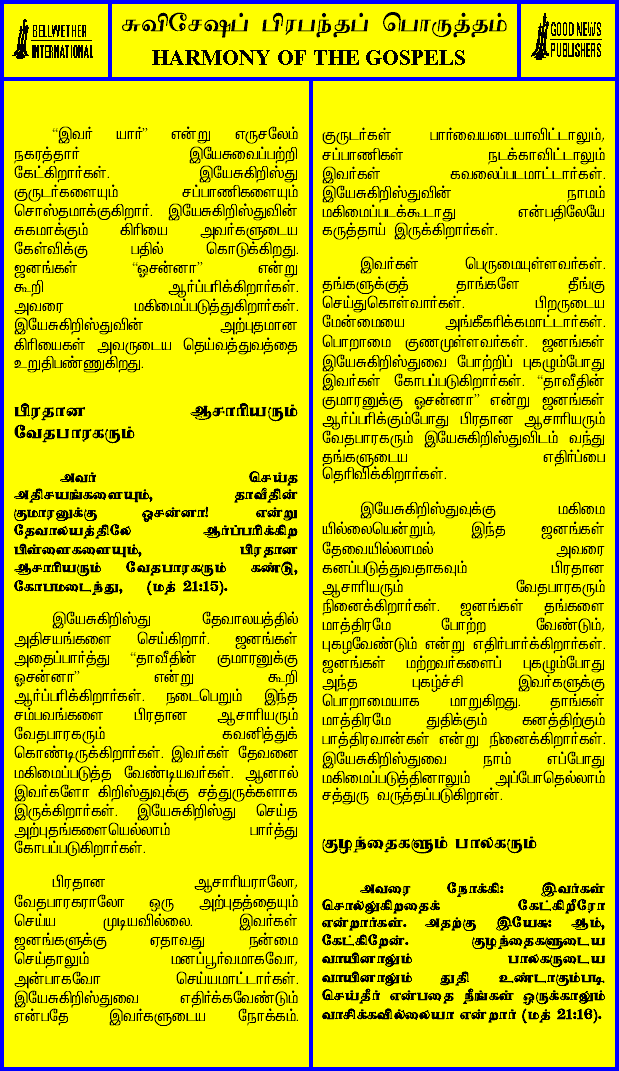 BELLWETHER
INTERNATIONAL
சுவிசேஷப் பிரபந்தப் பொருத்தம்
HARMONY OF THE GOSPELS
GOOD NEWS
PUBLISHERS
“இவர் யார்” என்று எருசலேம்
நகரத்தார் இயேசுவைப்பற்றி
கேட்கிறார்கள். இயேசுகிறிஸ்து
குருடர்களையும் சப்பாணிகளையும்
சொஸ்தமாக்குகிறார். இயேசுகிறிஸ்துவின்
சுகமாக்கும் கிரியை அவர்களுடைய
கேள்விக்கு பதில் கொடுக்கிறது.
ஜனங்கள் “ஓசன்னா” என்று
கூறி ஆர்ப்பரிக்கிறார்கள்.
அவரை மகிமைப்படுத்துகிறார்கள்.
இயேசுகிறிஸ்துவின் அற்புதமான
கிரியைகள் அவருடைய தெய்வத்துவத்தை
உறுதிபண்ணுகிறது.
பிரதான ஆசாரியரும்
வேதபாரகரும்
அவர் செய்த
அதிசயங்களையும், தாவீதின்
குமாரனுக்கு ஓசன்னா! என்று
தேவாலயத்திலே ஆர்ப்பரிக்கிற
பிள்ளைகளையும், பிரதான
ஆசாரியரும் வேதபாரகரும் கண்டு,
கோபமடைந்து, (மத் 21:15).
இயேசுகிறிஸ்து தேவாலயத்தில்
அதிசயங்களை செய்கிறார். ஜனங்கள்
அதைப்பார்த்து “தாவீதின் குமாரனுக்கு
ஓசன்னா” என்று கூறி
ஆர்ப்பரிக்கிறார்கள். நடைபெறும் இந்த
சம்பவங்களை பிரதான ஆசாரியரும்
வேதபாரகரும் கவனித்துக்
கொண்டிருக்கிறார்கள். இவர்கள் தேவனை
மகிமைப்படுத்த வேண்டியவர்கள். ஆனால்
இவர்களோ கிறிஸ்துவுக்கு சத்துருக்களாக
இருக்கிறார்கள். இயேசுகிறிஸ்து செய்த
அற்புதங்களையெல்லாம் பார்த்து
கோபப்படுகிறார்கள்.
பிரதான ஆசாரியராலோ,
வேதபாரகராலோ ஒரு அற்புதத்தையும்
செய்ய முடியவில்லை. இவர்கள்
ஜனங்களுக்கு ஏதாவது நன்மை
செய்தாலும் மனப்பூர்வமாகவோ,
அன்பாகவோ செய்யமாட்டார்கள்.
இயேசுகிறிஸ்துவை எதிர்க்கவேண்டும்
என்பதே இவர்களுடைய நோக்கம்.
குருடர்கள் பார்வையடையாவிட்டாலும்,
சப்பாணிகள் நடக்காவிட்டாலும்
இவர்கள் கவலைப்படமாட்டார்கள்.
இயேசுகிறிஸ்துவின் நாமம்
மகிமைப்படக்கூடாது என்பதிலேயே
கருத்தாய் இருக்கிறார்கள்.
இவர்கள் பெருமையுள்ளவர்கள்.
தங்களுக்குத் தாங்களே தீங்கு
செய்துகொள்வார்கள். பிறருடைய
மேன்மையை அங்கீகரிக்கமாட்டார்கள்.
பொறாமை குணமுள்ளவர்கள். ஜனங்கள்
இயேசுகிறிஸ்துவை போற்றிப் புகழும்போது
இவர்கள் கோபப்படுகிறார்கள். “தாவீதின்
குமாரனுக்கு ஓசன்னா” என்று ஜனங்கள்
ஆர்ப்பரிக்கும்போது பிரதான ஆசாரியரும்
வேதபாரகரும் இயேசுகிறிஸ்துவிடம் வந்து
தங்களுடைய எதிர்ப்பை
தெரிவிக்கிறார்கள்.
இயேசுகிறிஸ்துவுக்கு மகிமை
யில்லையென்றும், இந்த ஜனங்கள்
தேவையில்லாமல் அவரை
கனப்படுத்துவதாகவும் பிரதான
ஆசாரியரும் வேதபாரகரும்
நினைக்கிறார்கள். ஜனங்கள் தங்களை
மாத்திரமே போற்ற வேண்டும்,
புகழவேண்டும் என்று எதிர்பார்க்கிறார்கள்.
ஜனங்கள் மற்றவர்களைப் புகழும்போது
அந்த புகழ்ச்சி இவர்களுக்கு
பொறாமையாக மாறுகிறது. தாங்கள்
மாத்திரமே துதிக்கும் கனத்திற்கும்
பாத்திரவான்கள் என்று நினைக்கிறார்கள்.
இயேசுகிறிஸ்துவை நாம் எப்போது
மகிமைப்படுத்தினாலும் அப்போதெல்லாம்
சத்துரு வருத்தப்படுகிறான்.
குழந்தைகளும் பாலகரும்
அவரை நோக்கி: இவர்கள்
சொல்லுகிறதைக் கேட்கிறீரோ
என்றார்கள். அதற்கு இயேசு: ஆம்,
கேட்கிறேன். குழந்தைகளுடைய
வாயினாலும் பாலகருடைய
வாயினாலும் துதி உண்டாகும்படி
செய்தீர் என்பதை நீங்கள் ஒருக்காலும்
வாசிக்கவில்லையா என்றார் (மத் 21:16).